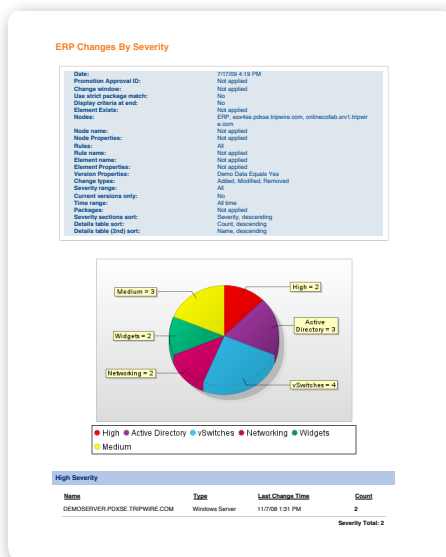 ERP Changes By Severity
Date: 7/17/09 4:19 PM
Promotion Approval ID: Not applied
Change window: Not applied
Use strict package match: No
Display criteria at end: No
Element Exists: Not applied
Nodes: ERP, esx4se.pdxse.tripwire.com, onlinecollab.srv1.tripwir
e.com
Node name: Not applied
Node Properties: Not applied
Rules: All
Rule name: Not applied
Element name: Not applied
Element Properties: Not applied
Version Properties: Demo Data Equals Yes
Change types: Added, Modified, Removed
Severity range: All
Current versions only: No
Time range: All time
Packages: Not applied
Severity sections sort: Severity, descending
Details table sort: Count, descending
Details table (2nd) sort: Name, descending
Medium = 3
High = 2
Active
Directory = 3
Widgets = 2
Networking = 2
vSwitches = 4
High Active Directory vSwitches Networking Widgets
Medium
High Severity
Name Type Last Change Time Count
DEMOSERVER.PDXSE.TRIPWIRE.COM Windows Server 11/7/08 1:31 PM 2
Severity Total: 2